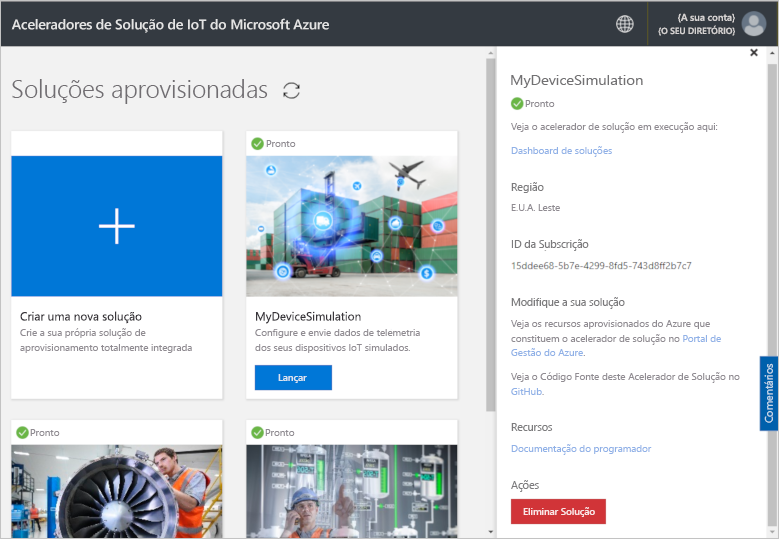 Aceleradores de Solução de IoT do Microsoft Azure
(A sua conta)
(O SEU DIRETÓRIO)
Soluções aprovisionadas
Criar uma nova solução
Crie a sua própria solução de
aprovisionamento totalmente integrada
Pronto
MyDeviceSimulation
Configure e envie dados de telemetria
dos seus dispositivos IoT simulados.
Lançar
Pronto
Pronto
MyDeviceSimulation
Pronto
Veja o acelerador de solução em execução aqui:
Dashboard de soluções
Região
E.U.A. Leste
ID da Subscrição
15ddee68-5b7e-4299-8fd5-743d8ff2b7c7
Modifique a sua solução
Veja os recursos aprovisionados do Azure que
constituem o acelerador de solução no Portal de
Gestão do Azure.
Veja o Código Fonte deste Acelerador de Solução no
GitHub.
Recursos
Documentação do programador
Ações
Eliminar Solução
Comentários